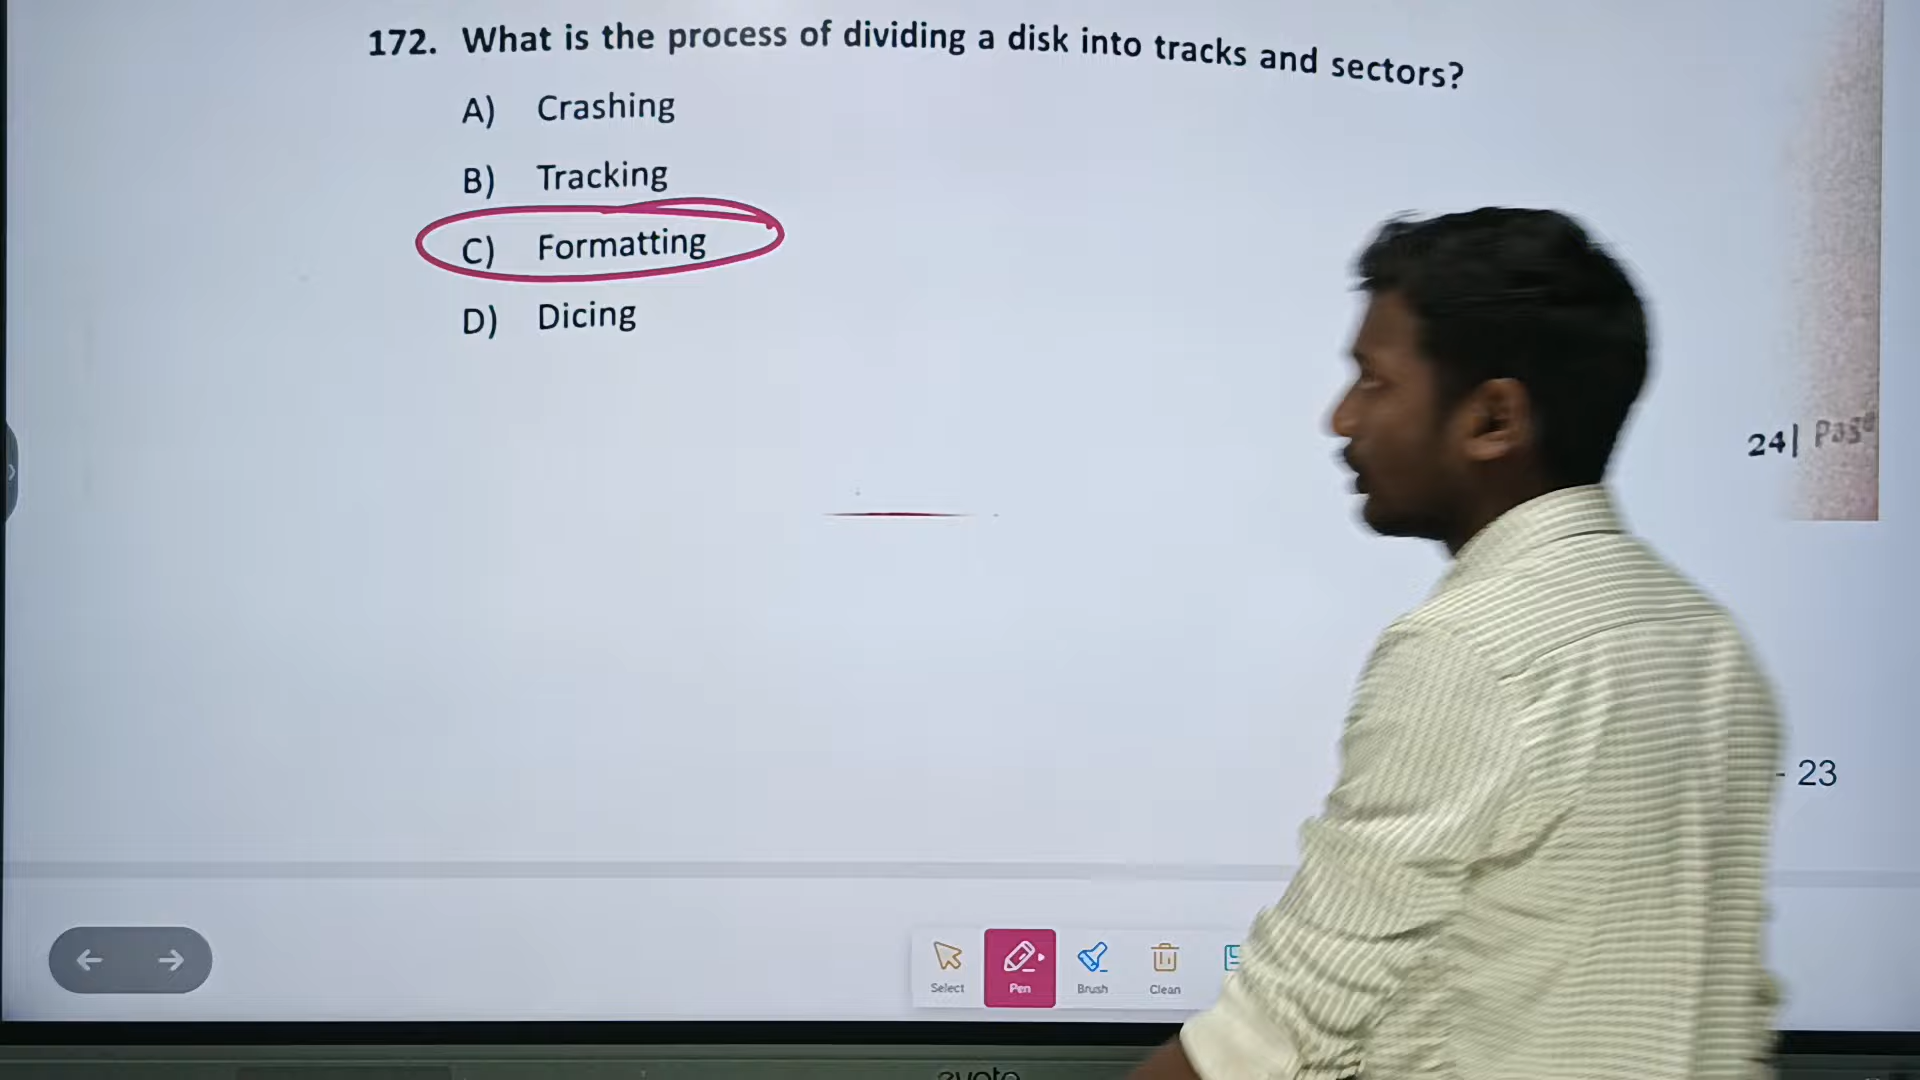 172. What is the process of dividing a disk into tracks and sectors?
A) Crashing
B) Tracking
C) Formatting
D) Dicing
24| Page
- 23
Select Pen Brush Clean